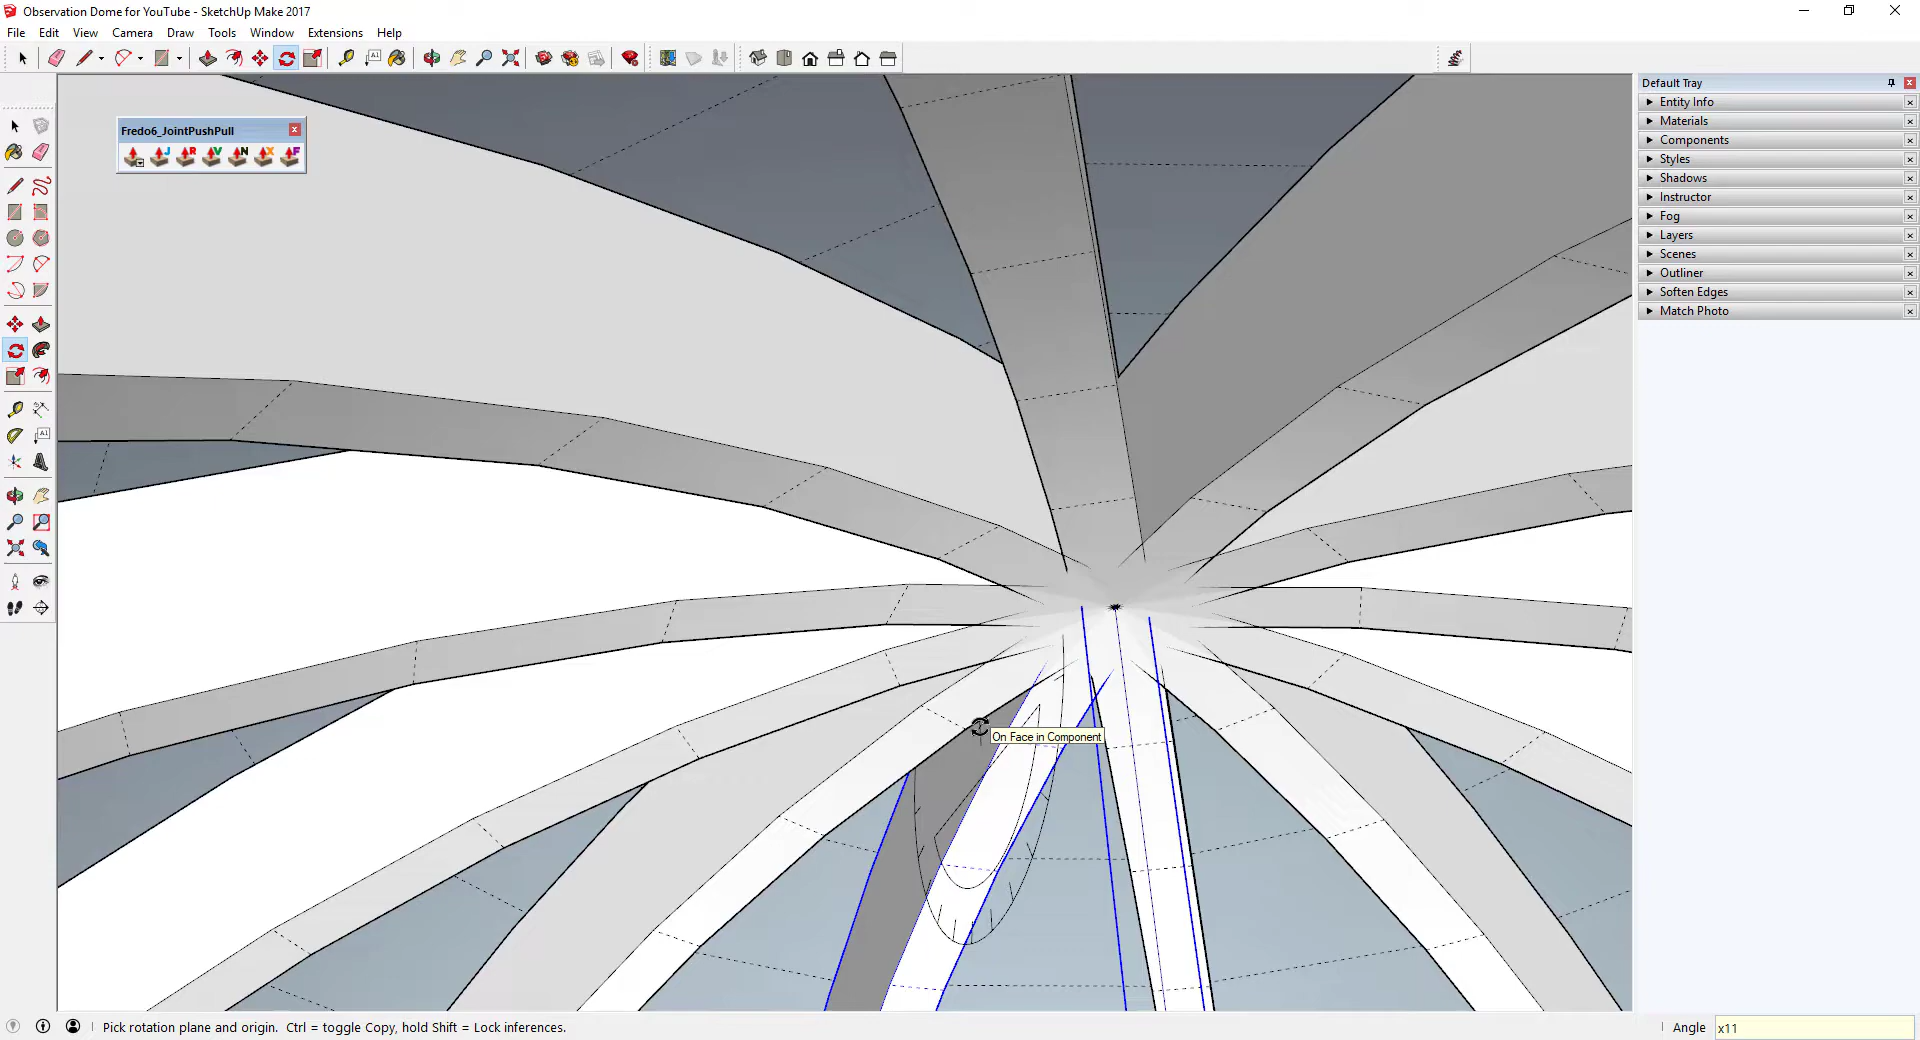 Observation Dome for YouTube - SketchUp Make 2017
File Edit View Camera Draw Tools Window Extensions Help
Default Tray
Entity Info
Materials
Components
Styles
Shadows
Instructor
Fog
Layers
Scenes
Outliner
Soften Edges
Match Photo
Fredo6_JointPushPull
J R V N X F
On Face in Component
Pick rotation plane and origin. Ctrl = toggle Copy, hold Shift = Lock inferences.
Angle x11